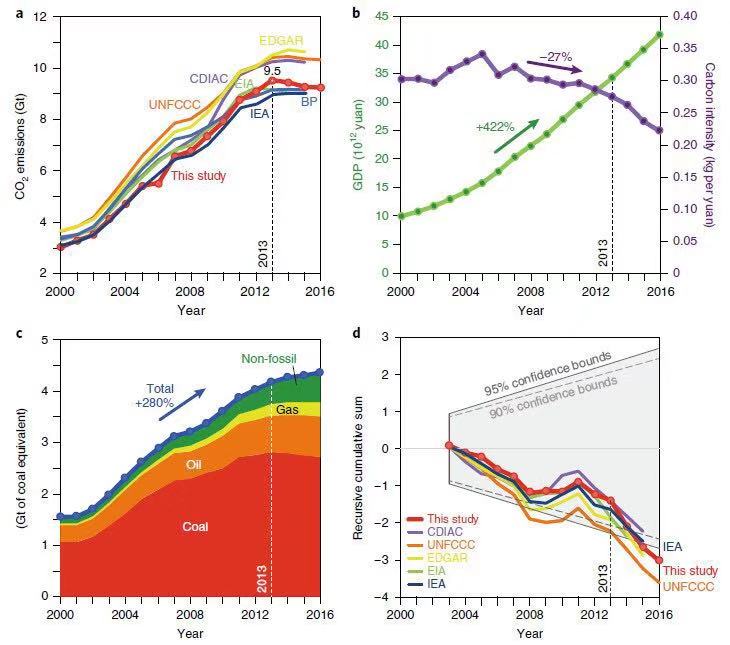 a
12
10
8
6
4
2
CO2 emissions (Gt)
EDGAR
CDIAC
EIA
9.5
UNFCCC
BP
IEA
This study
2013
2000 2004 2008 2012 2016
Year
b
45
40
35
30
25
20
15
10
5
0
GDP (10¹² yuan)
–27%
+422%
2013
0.40
0.35
0.30
0.25
0.20
0.15
0.10
0.05
0
Carbon intensity (kg per yuan)
2000 2004 2008 2012 2016
Year
c
5
4
3
2
1
0
(Gt of coal equivalent)
Non-fossil
Total
+280%
Gas
Oil
Coal
2013
2000 2004 2008 2012 2016
Year
d
3
2
1
0
–1
–2
–3
–4
Recursive cumulative sum
95% confidence bounds
90% confidence bounds
This study
CDIAC
UNFCCC
EDGAR
EIA
IEA
2013
IEA
This study
UNFCCC
2000 2004 2008 2012 2016
Year